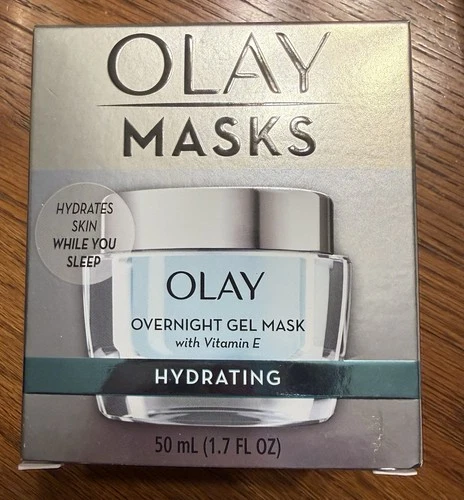 OLAY
MASKS
HYDRATES
SKIN
WHILE YOU
SLEEP
OLAY
OVERNIGHT GEL MASK
with Vitamin E
HYDRATING
50 mL (1.7 FL OZ)